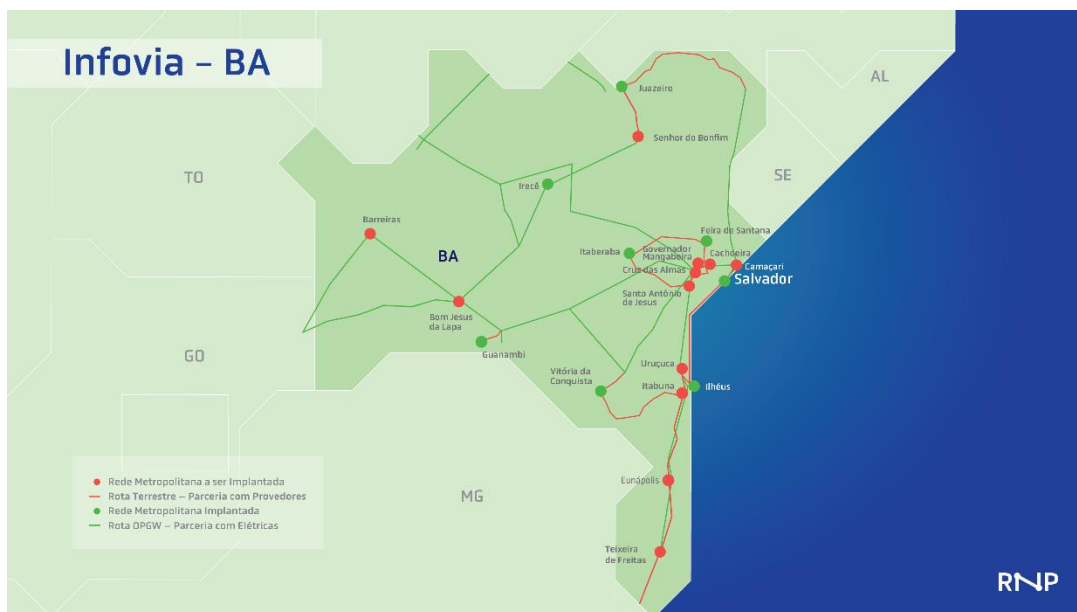 Infovia – BA
AL
Juazeiro
Senhor do Bonfim
TO
SE
Irecê
Barreiras
Feira de Santana
BA
Itaberaba
Governador
Mangabeira
Cachoeira
Cruz das Almas
Camaçari
Salvador
Santo Antônio
de Jesus
Bom Jesus
da Lapa
GO
Guanambi
Uruçuca
Vitória da
Conquista
Itabuna
Ilhéus
Rede Metropolitana a ser Implantada
Rota Terrestre – Parceria com Provedores
Rede Metropolitana Implantada
Rota OPGW – Parceria com Elétricas
MG
Eunápolis
Teixeira
de Freitas
RNP